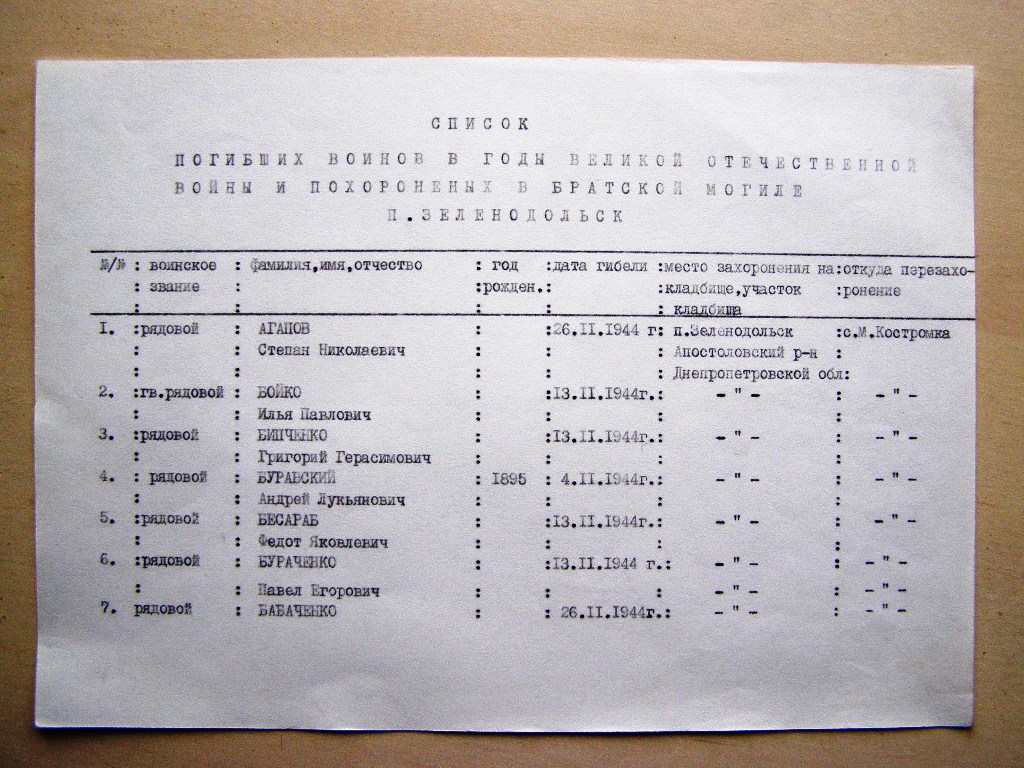 СПИСОК
ПОГИБШИХ ВОИНОВ В ГОДЫ ВЕЛИКОЙ ОТЕЧЕСТВЕННОЙ
ВОЙНЫ И ПОХОРОНЕНЫХ В БРАТСКОЙ МОГИЛЕ
П.ЗЕЛЕНОДОЛЬСК
№/№ : воинское : Фамилия,имя,отчество : год :дата гибели :место захоронения на:откуда перезахо-
: звание : :рожден.: :кладбище,участок :ронение
: : : : : кладбища
I. :рядовой : АГАПОВ : :26.II.I944 г: п.Зеленодольск :с.М.Костромка
: : Степан Николаевич : : : Апостоловский р-н :
: : : : : Днепропетровской обл:
2. :гв.рядовой : БОЙКО : :I3.II.I944г.: - " - : - " -
: Илья Павлович : : : :
3. :рядовой : БИПЧЕНКО : :I3.II.I944г.: - " - : - " -
: : Григорий Герасимович : : : :
4. : рядовой : БУРАВСКИЙ : I895 : 4.II.I944г.: - " - : - " -
: : Андрей Лукьянович : : : :
5. :рядовой : БЕСАРАБ : :I3.II.I944г.: - " - : - " -
: : Федот Яковлевич : : : :
6. :рядовой : БУРАЧЕНКО : :I3.II.I944 г.: - " - : - " -
: Павел Егорович : : : - " - : - " -
7. рядовой : БАБАЧЕНКО : : 26.II.I944г.: - " - : - " -